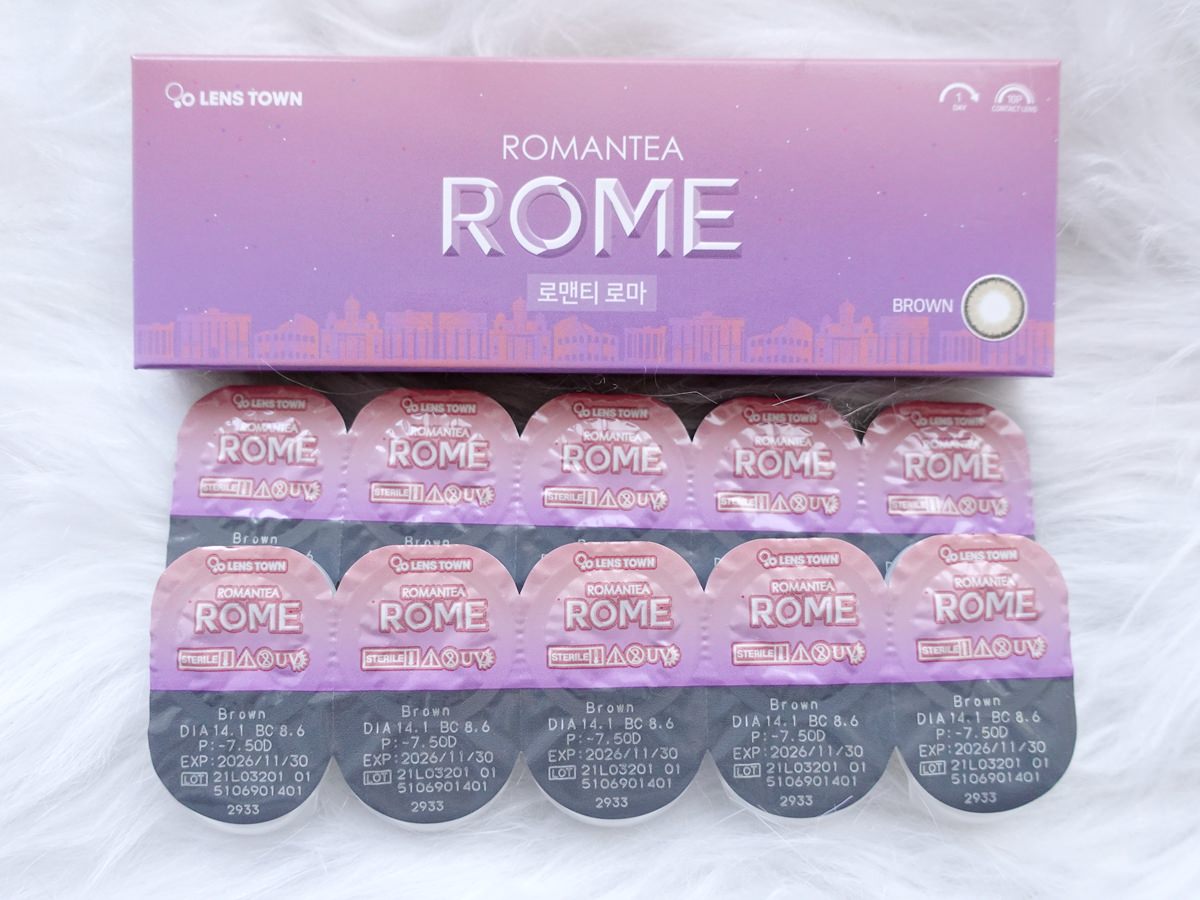 LENS TOWN
1 DAY
10P CONTACT LENS
ROMANTEA
ROME
로맨티 로마
BROWN
LENS TOWN
ROMANTEA
ROME
STERILE UV
Brown
LENS TOWN
ROMANTEA
ROME
STERILE UV
Brown
LENS TOWN
ROMANTEA
ROME
STERILE UV
Brown
LENS TOWN
ROMANTEA
ROME
STERILE UV
LENS TOWN
ROMANTEA
ROME
STERILE UV
LENS TOWN
ROMANTEA
ROME
STERILE UV
Brown
DIA 14.1 BC 8.6
P:-7.50D
EXP:2026/11/30
LOT 21L03201 01
5106901401
2933
LENS TOWN
ROMANTEA
ROME
STERILE UV
Brown
DIA 14.1 BC 8.6
P:-7.50D
EXP:2026/11/30
LOT 21L03201 01
5106901401
2933
LENS TOWN
ROMANTEA
ROME
STERILE UV
Brown
DIA 14.1 BC 8.6
P:-7.50D
EXP:2026/11/30
LOT 21L03201 01
5106901401
2933
LENS TOWN
ROMANTEA
ROME
STERILE UV
Brown
DIA 14.1 BC 8.6
P:-7.50D
EXP:2026/11/30
LOT 21L03201 01
5106901401
2933
LENS TOWN
ROMANTEA
ROME
STERILE UV
Brown
DIA 14.1 BC 8.6
P:-7.50D
EXP:2026/11/30
LOT 21L03201 01
5106901401
2933